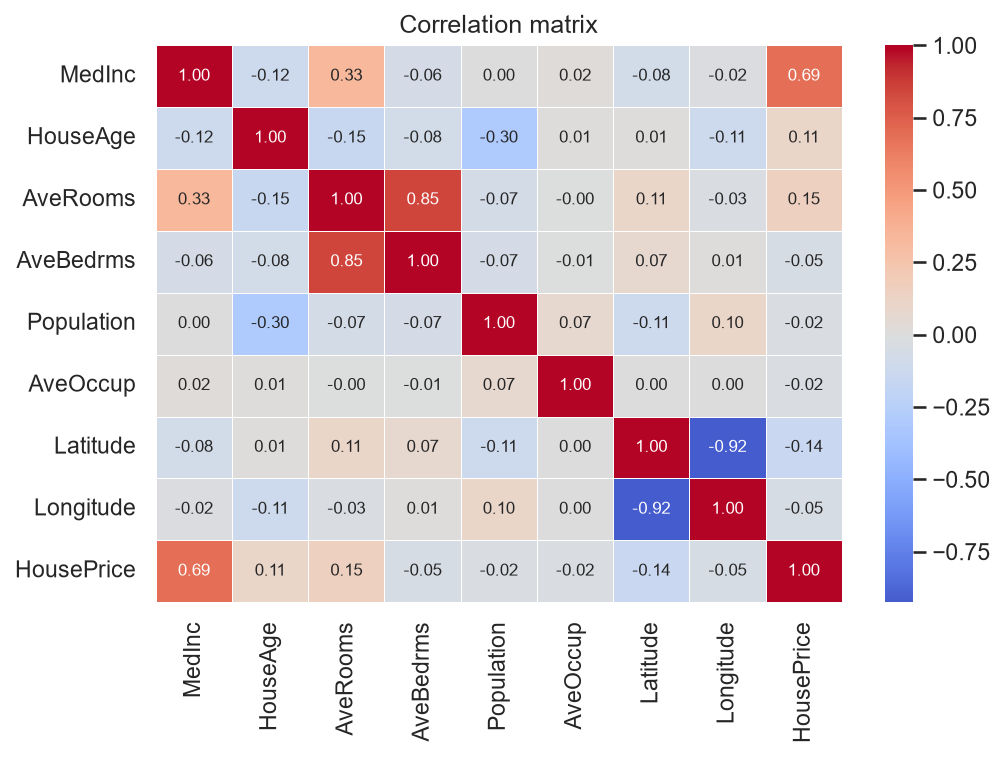 Correlation matrix
MedInc 1.00 -0.12 0.33 -0.06 0.00 0.02 -0.08 -0.02 0.69
HouseAge -0.12 1.00 -0.15 -0.08 -0.30 0.01 0.01 -0.11 0.11
AveRooms 0.33 -0.15 1.00 0.85 -0.07 -0.00 0.11 -0.03 0.15
AveBedrms -0.06 -0.08 0.85 1.00 -0.07 -0.01 0.07 0.01 -0.05
Population 0.00 -0.30 -0.07 -0.07 1.00 0.07 -0.11 0.10 -0.02
AveOccup 0.02 0.01 -0.00 -0.01 0.07 1.00 0.00 0.00 -0.02
Latitude -0.08 0.01 0.11 0.07 -0.11 0.00 1.00 -0.92 -0.14
Longitude -0.02 -0.11 -0.03 0.01 0.10 0.00 -0.92 1.00 -0.05
HousePrice 0.69 0.11 0.15 -0.05 -0.02 -0.02 -0.14 -0.05 1.00
MedInc HouseAge AveRooms AveBedrms Population AveOccup Latitude Longitude HousePrice
1.00
0.75
0.50
0.25
0.00
−0.25
−0.50
−0.75